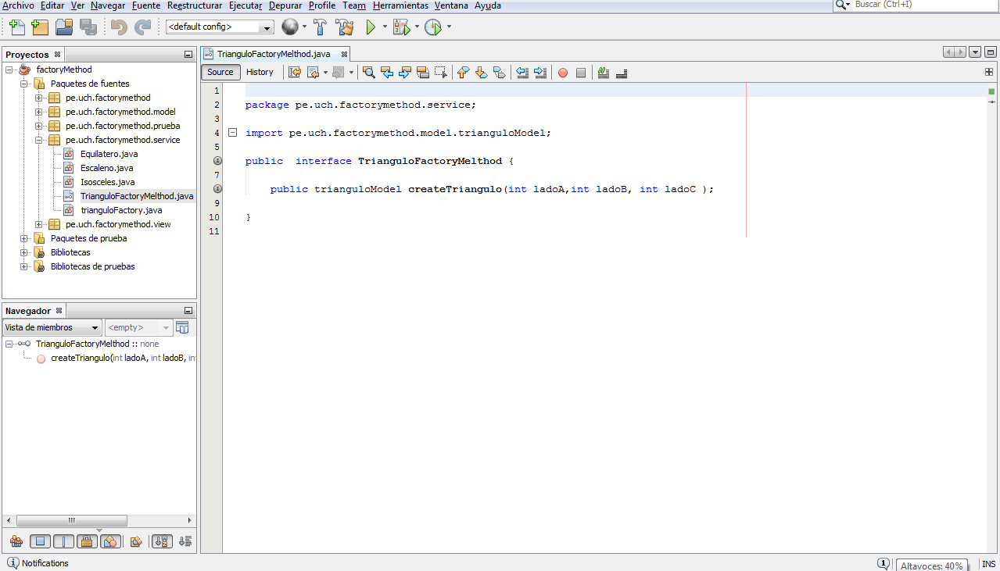 Archivo Editar Ver Navegar Fuente Reestructurar Ejecutar Depurar Profile Team Herramientas Ventana Ayuda
Buscar (Ctrl+I)
<default config>
Proyectos
factoryMethod
Paquetes de fuentes
pe.uch.factorymethod
pe.uch.factorymethod.model
pe.uch.factorymethod.prueba
pe.uch.factorymethod.service
Equilatero.java
Escaleno.java
Isosceles.java
TrianguloFactoryMelthod.java
trianguloFactory.java
pe.uch.factorymethod.view
Paquetes de prueba
Bibliotecas
Bibliotecas de pruebas
Navegador
Vista de miembros
<empty>
TrianguloFactoryMelthod :: none
createTriangulo(int ladoA, int ladoB, int
TrianguloFactoryMelthod.java
Source History
1
2 package pe.uch.factorymethod.service;
3
4 import pe.uch.factorymethod.model.trianguloModel;
5
public  interface TrianguloFactoryMelthod {
7
public trianguloModel createTriangulo(int ladoA,int ladoB, int ladoC );
9
10 }
11
Notifications
1
Altavoces: 40%
INS